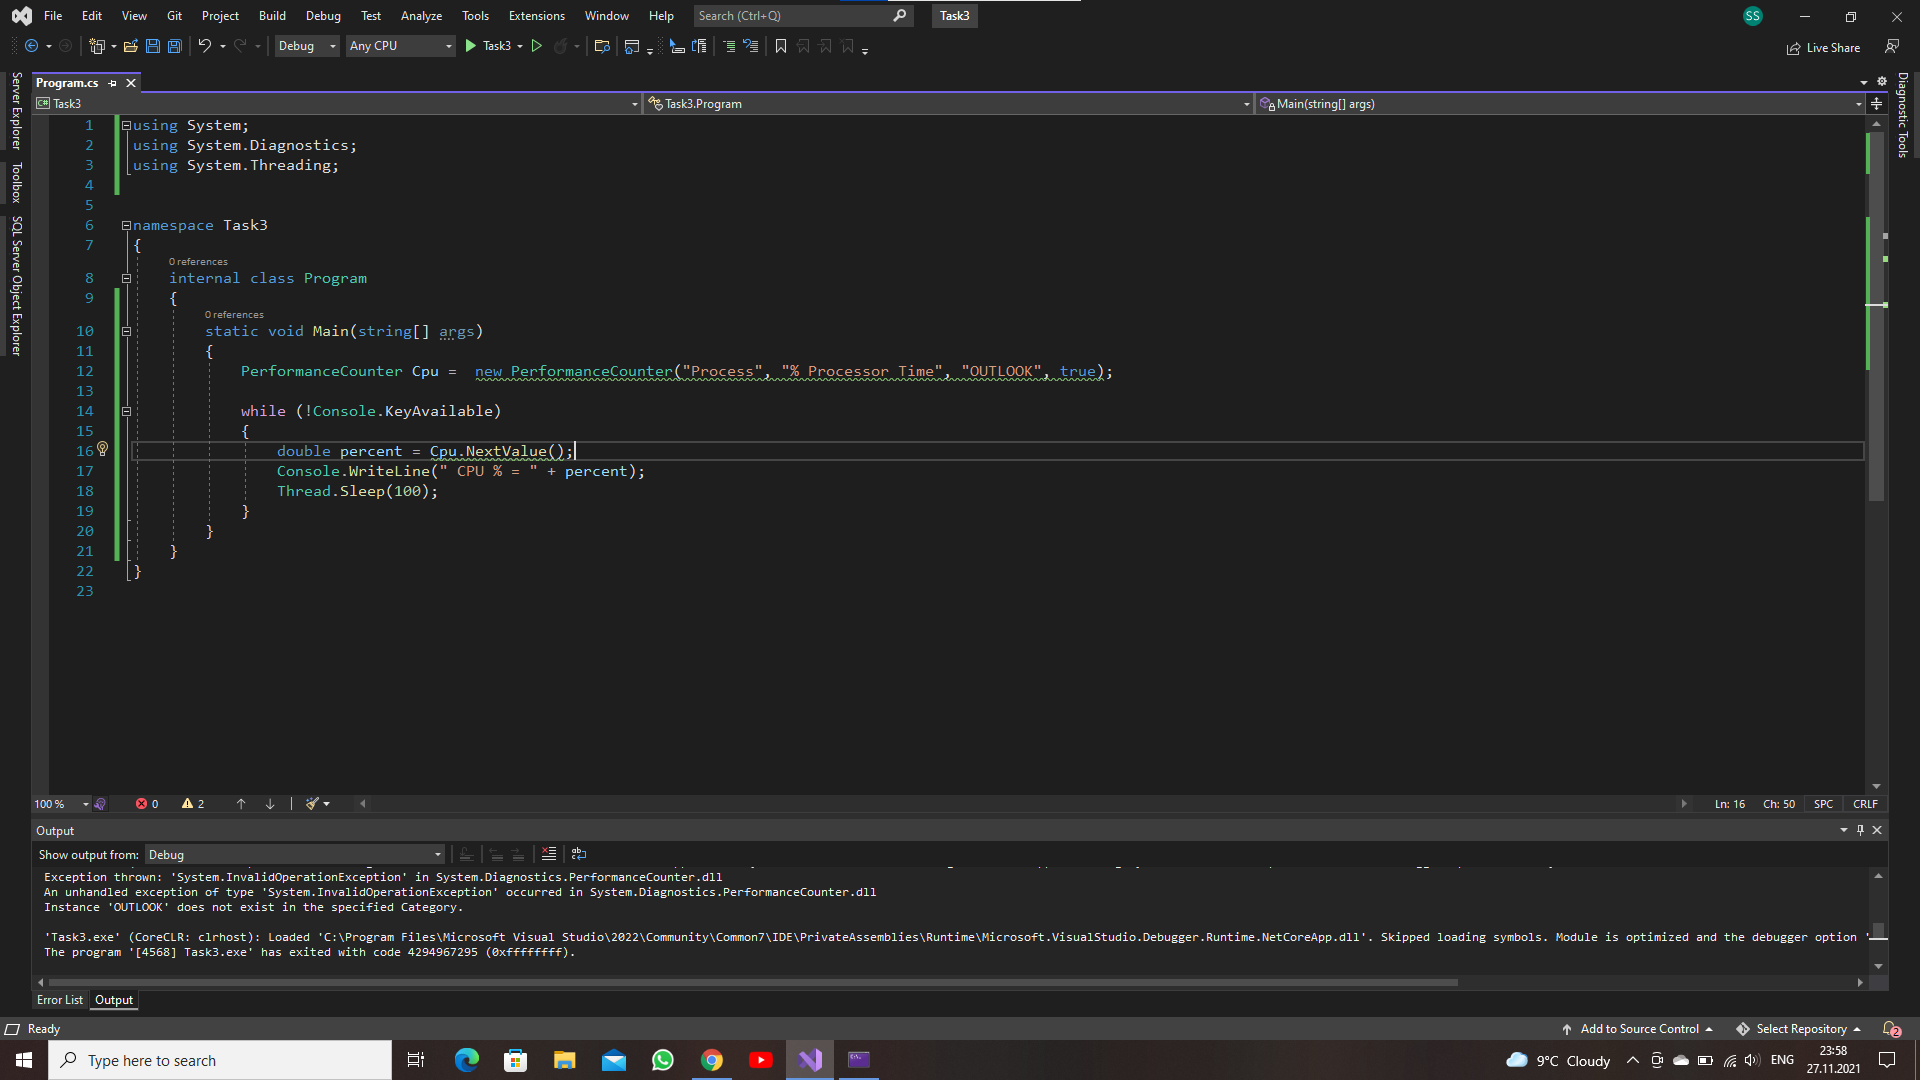 File Edit View Git Project Build Debug Test Analyze Tools Extensions Window Help Search (Ctrl+Q) Task3 SS
Debug Any CPU Task3 Live Share
Program.cs
Task3 Task3.Program Main(string[] args)
Server Explorer
Toolbox
SQL Server Object Explorer
Diagnostic Tools
1 using System;
2 using System.Diagnostics;
3 using System.Threading;
4
5
6 namespace Task3
7 {
0 references
8 internal class Program
9 {
0 references
10 static void Main(string[] args)
11 {
12 PerformanceCounter Cpu =  new PerformanceCounter("Process", "% Processor Time", "OUTLOOK", true);
13
14 while (!Console.KeyAvailable)
15 {
16 double percent = Cpu.NextValue();
17 Console.WriteLine(" CPU % = " + percent);
18 Thread.Sleep(100);
19 }
20 }
21 }
22 }
23
100 % 0 2 Ln: 16 Ch: 50 SPC CRLF
Output
Show output from: Debug
Exception thrown: 'System.InvalidOperationException' in System.Diagnostics.PerformanceCounter.dll
An unhandled exception of type 'System.InvalidOperationException' occurred in System.Diagnostics.PerformanceCounter.dll
Instance 'OUTLOOK' does not exist in the specified Category.
'Task3.exe' (CoreCLR: clrhost): Loaded 'C:\Program Files\Microsoft Visual Studio\2022\Community\Common7\IDE\PrivateAssemblies\Runtime\Microsoft.VisualStudio.Debugger.Runtime.NetCoreApp.dll'. Skipped loading symbols. Module is optimized and the debugger option '
The program '[4568] Task3.exe' has exited with code 4294967295 (0xffffffff).
Error List Output
Ready Add to Source Control Select Repository 2
Type here to search 9°C Cloudy ENG 23:58
27.11.2021